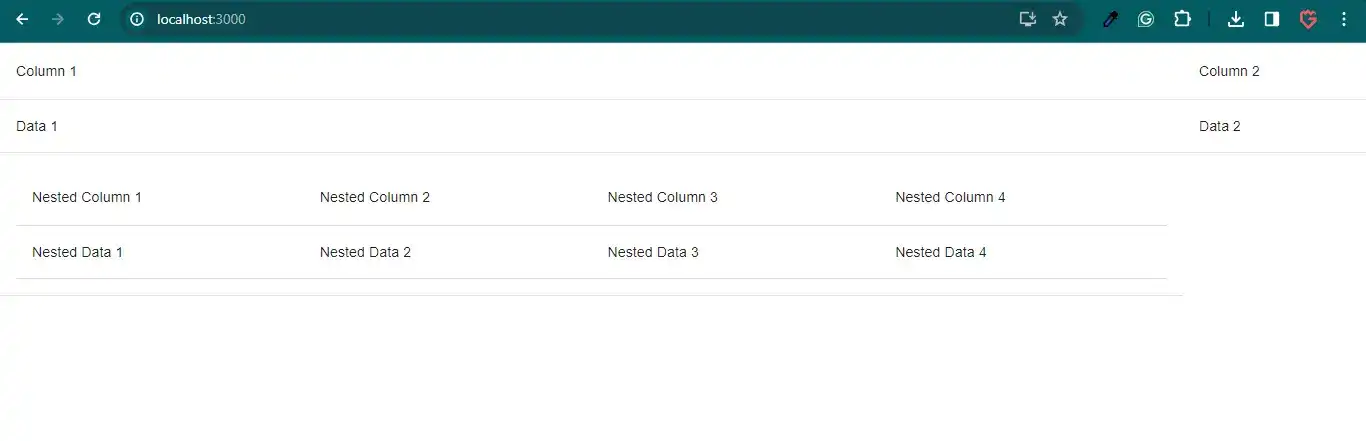 localhost:3000
Column 1 Column 2
Data 1 Data 2
Nested Column 1 Nested Column 2 Nested Column 3 Nested Column 4
Nested Data 1 Nested Data 2 Nested Data 3 Nested Data 4